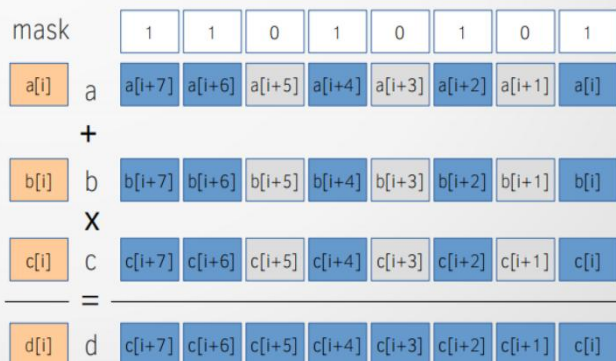 mask 1 1 0 1 0 1 0 1
a[i] a a[i+7] a[i+6] a[i+5] a[i+4] a[i+3] a[i+2] a[i+1] a[i]
+
b[i] b b[i+7] b[i+6] b[i+5] b[i+4] b[i+3] b[i+2] b[i+1] b[i]
x
c[i] c c[i+7] c[i+6] c[i+5] c[i+4] c[i+3] c[i+2] c[i+1] c[i]
=
d[i] d c[i+7] c[i+6] c[i+5] c[i+4] c[i+3] c[i+2] c[i+1] c[i]